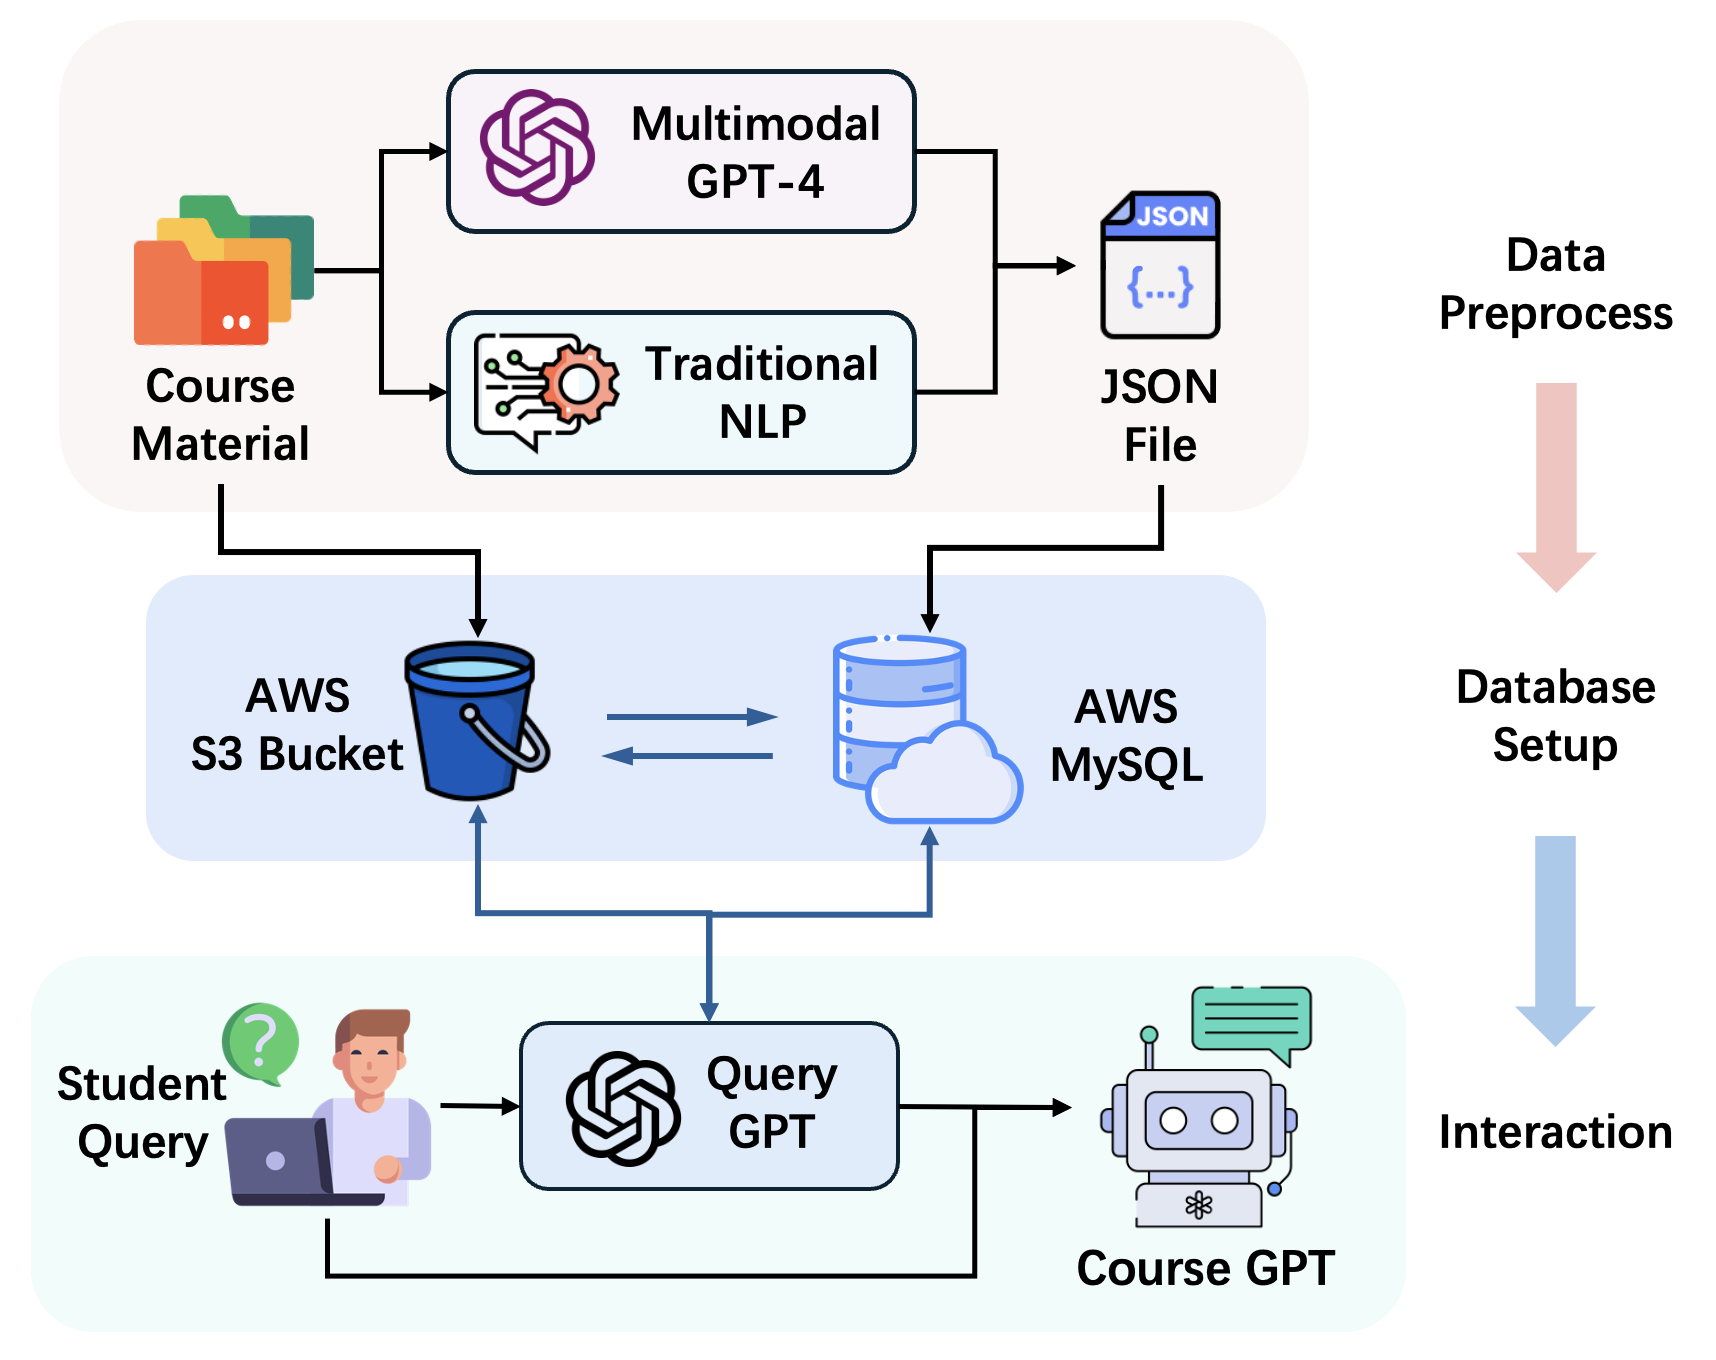 Multimodal
GPT-4
JSON
{...}
Data
Preprocess
Course
Material
Traditional
NLP
JSON
File
AWS
S3 Bucket
AWS
MySQL
Database
Setup
?
Student
Query
Query
GPT
Interaction
Course GPT